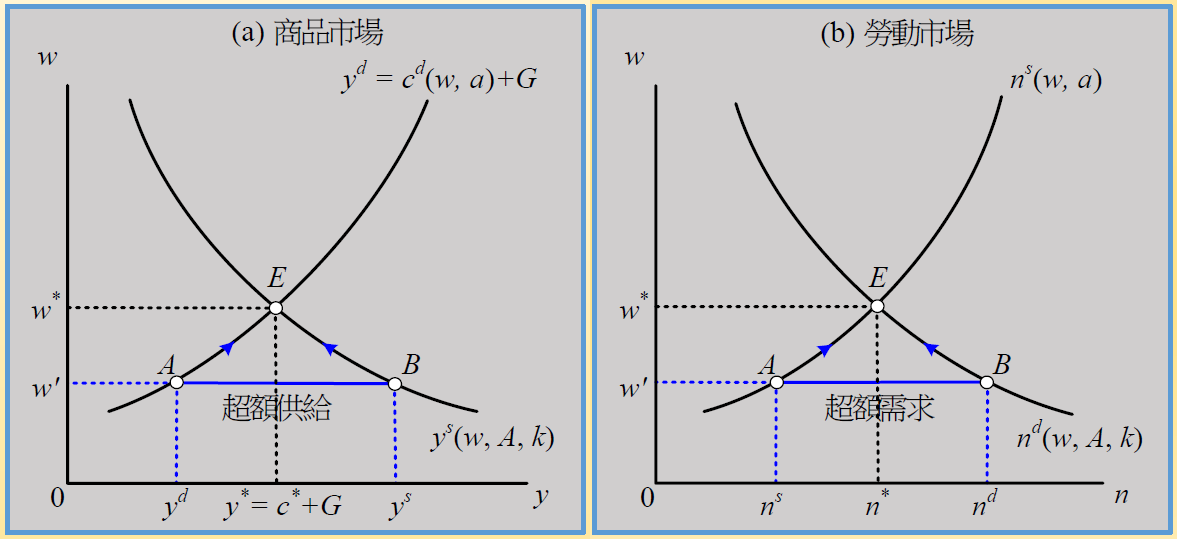 (a) 商品市場
w
y^d = c^d(w, a)+G
E
w*
A
B
w'
超額供給
y^s(w, A, k)
0
y^d
y* = c*+G
y^s
y
(b) 勞動市場
w
n^s(w, a)
E
w*
A
B
w'
超額需求
n^d(w, A, k)
0
n^s
n*
n^d
n